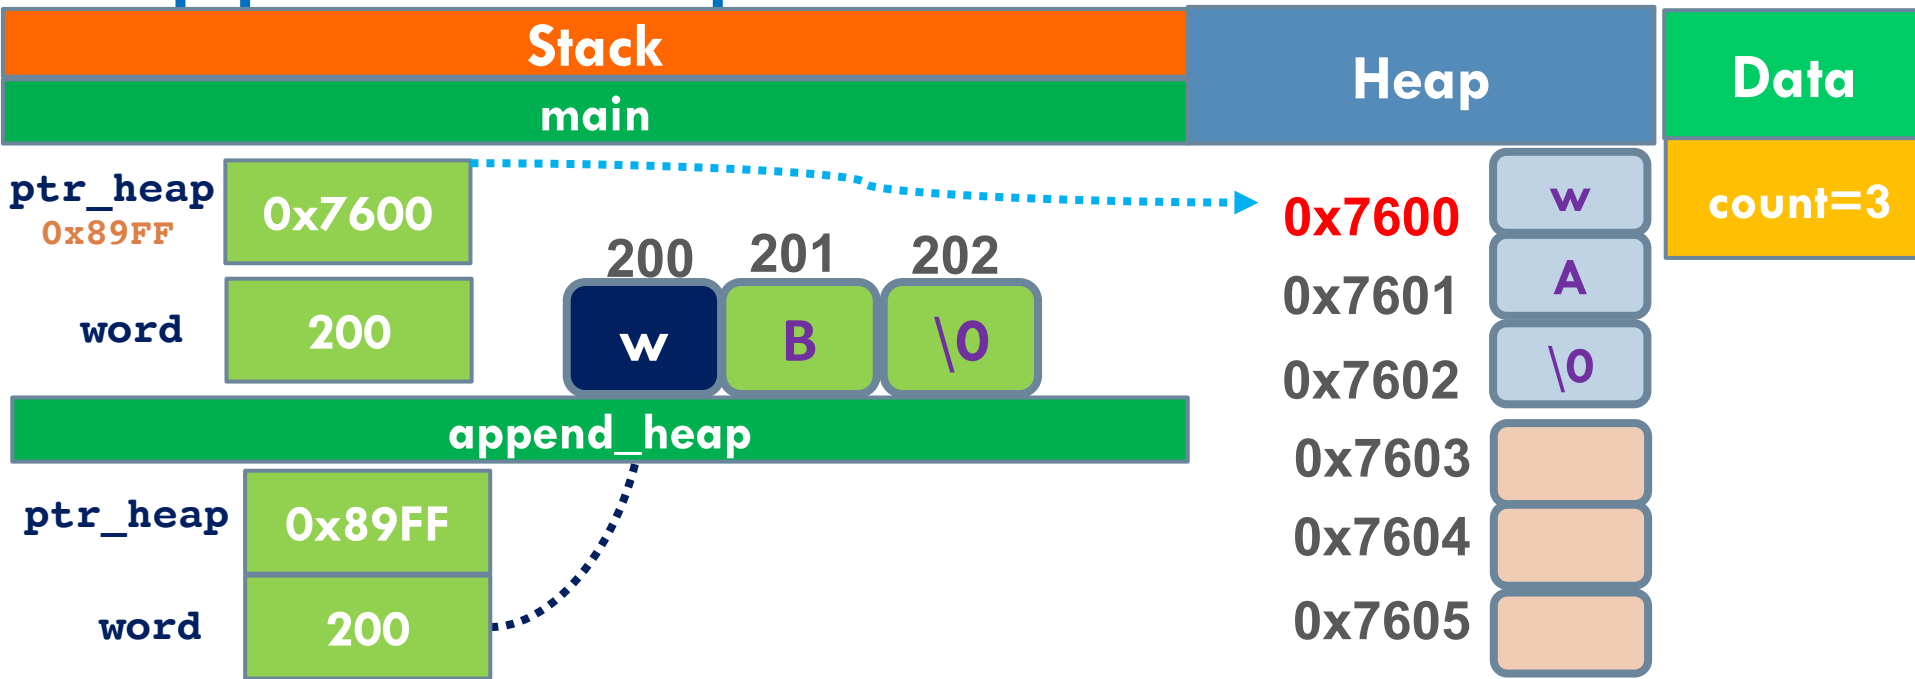 Stack
Heap
Data
main
ptr_heap
0x89FF
0x7600
word
200
200
201
202
w
B
\0
0x7600
w
0x7601
A
0x7602
\0
0x7603
0x7604
0x7605
count=3
append_heap
ptr_heap
0x89FF
word
200